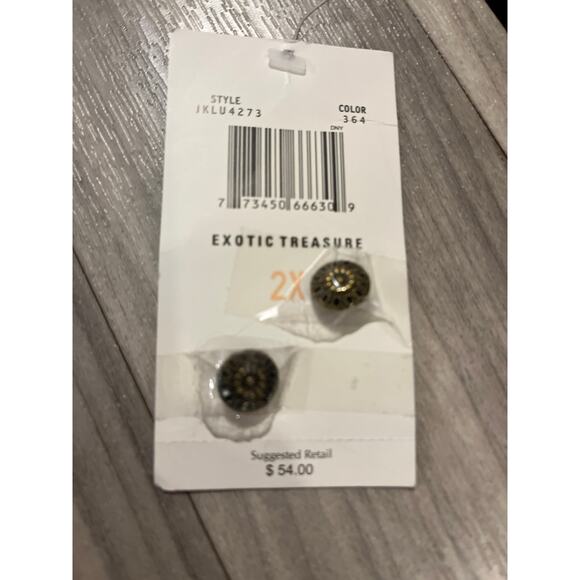 STYLE
JKLU4273
COLOR
364
DNY
7 73450 66630 9
EXOTIC TREASURE
2X
Suggested Retail
$ 54.00